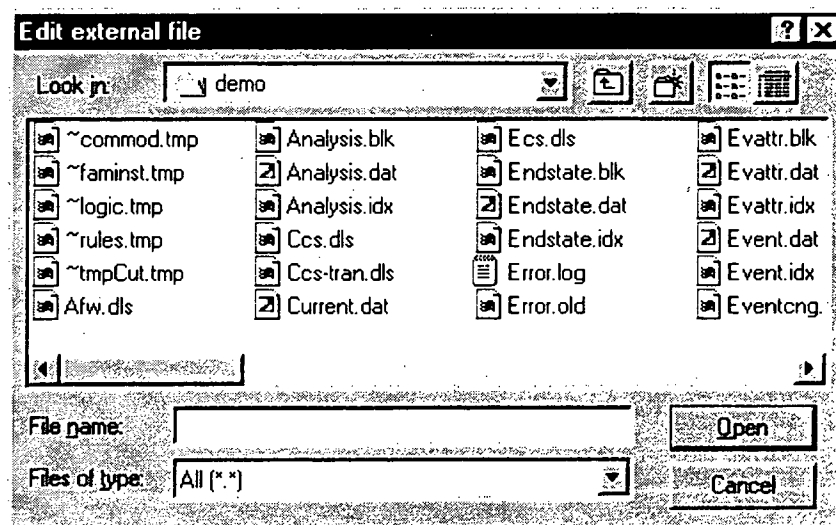 Edit external file
Look in: demo
~commod.tmp Analysis.blk Ecs.dls Evattr.blk
~faminst.tmp Analysis.dat Endstate.blk Evattr.dat
~logic.tmp Analysis.idx Endstate.dat Evattr.idx
~rules.tmp Ccs.dls Endstate.idx Event.dat
~tmpCut.tmp Ccs-tran.dls Error.log Event.idx
Afw.dls Current.dat Error.old Eventcng.
File name: Open
Files of type: All (*.*) Cancel